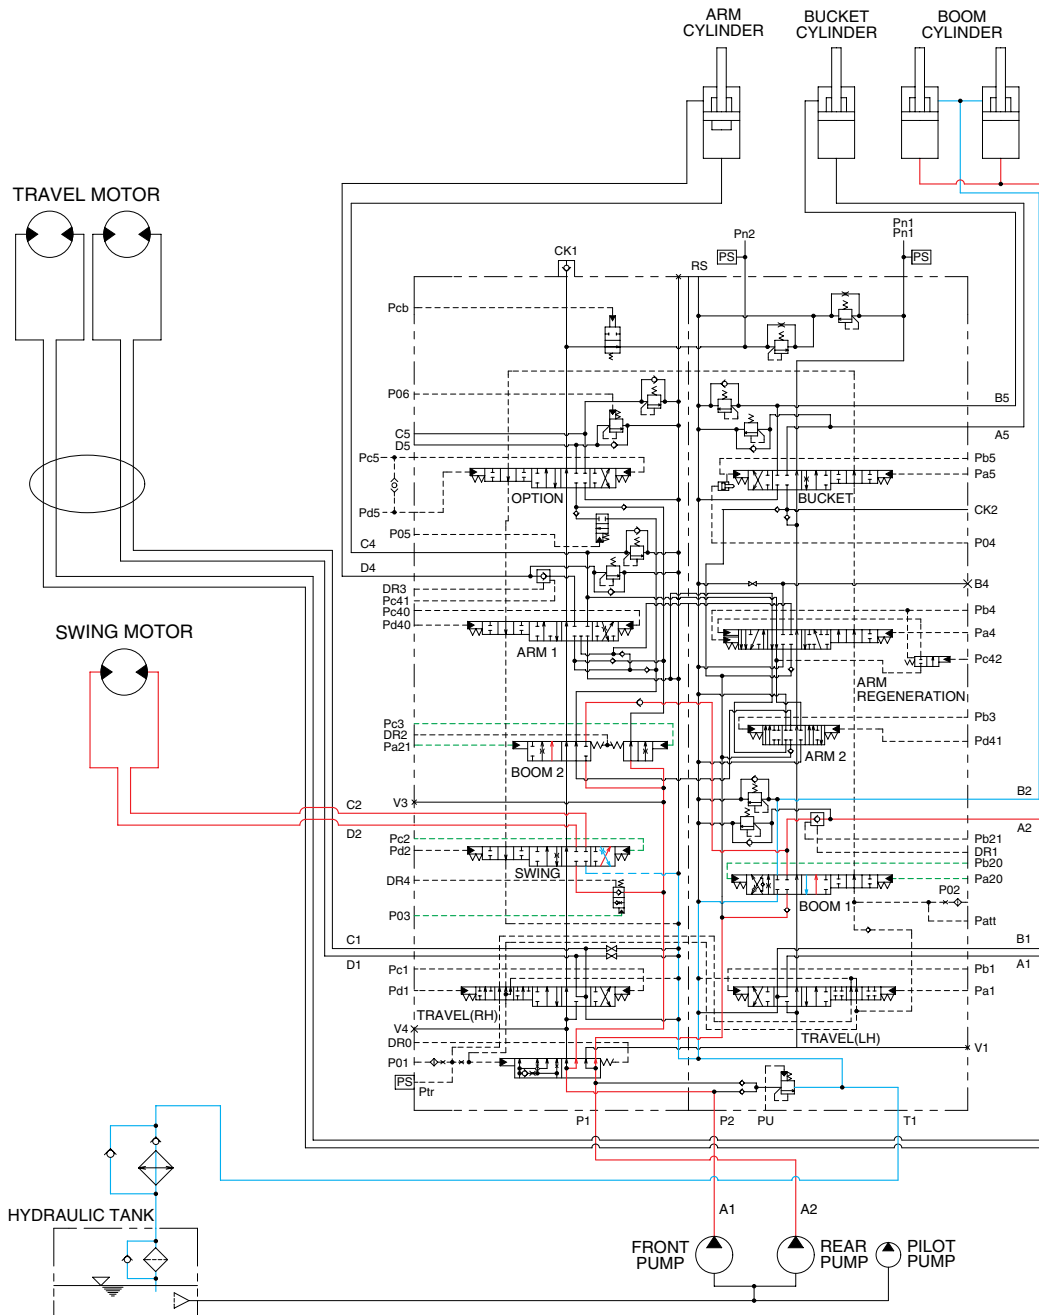 ARM
CYLINDER
BUCKET
CYLINDER
BOOM
CYLINDER
TRAVEL MOTOR
Pn1
Pn1
Pn2
CK1
PS
RS
PS
Pcb
P06
B5
C5
D5
A5
Pc5
Pb5
Pa5
OPTION
BUCKET
Pd5
CK2
P05
P04
C4
D4
DR3
B4
Pc41
Pc40
Pb4
Pd40
Pa4
SWING MOTOR
ARM 1
Pc42
ARM
REGENERATION
Pc3
Pb3
DR2
Pa21
Pd41
BOOM 2
ARM 2
B2
V3
C2
A2
D2
Pc2
Pb21
Pd2
DR1
Pb20
SWING
DR4
Pa20
P02
BOOM 1
P03
Patt
C1
B1
D1
A1
Pc1
Pb1
Pd1
Pa1
TRAVEL(RH)
V4
TRAVEL(LH)
DR0
V1
P01
PS
Ptr
P1
P2
PU
T1
A1
A2
HYDRAULIC TANK
FRONT
PUMP
REAR
PUMP
PILOT
PUMP